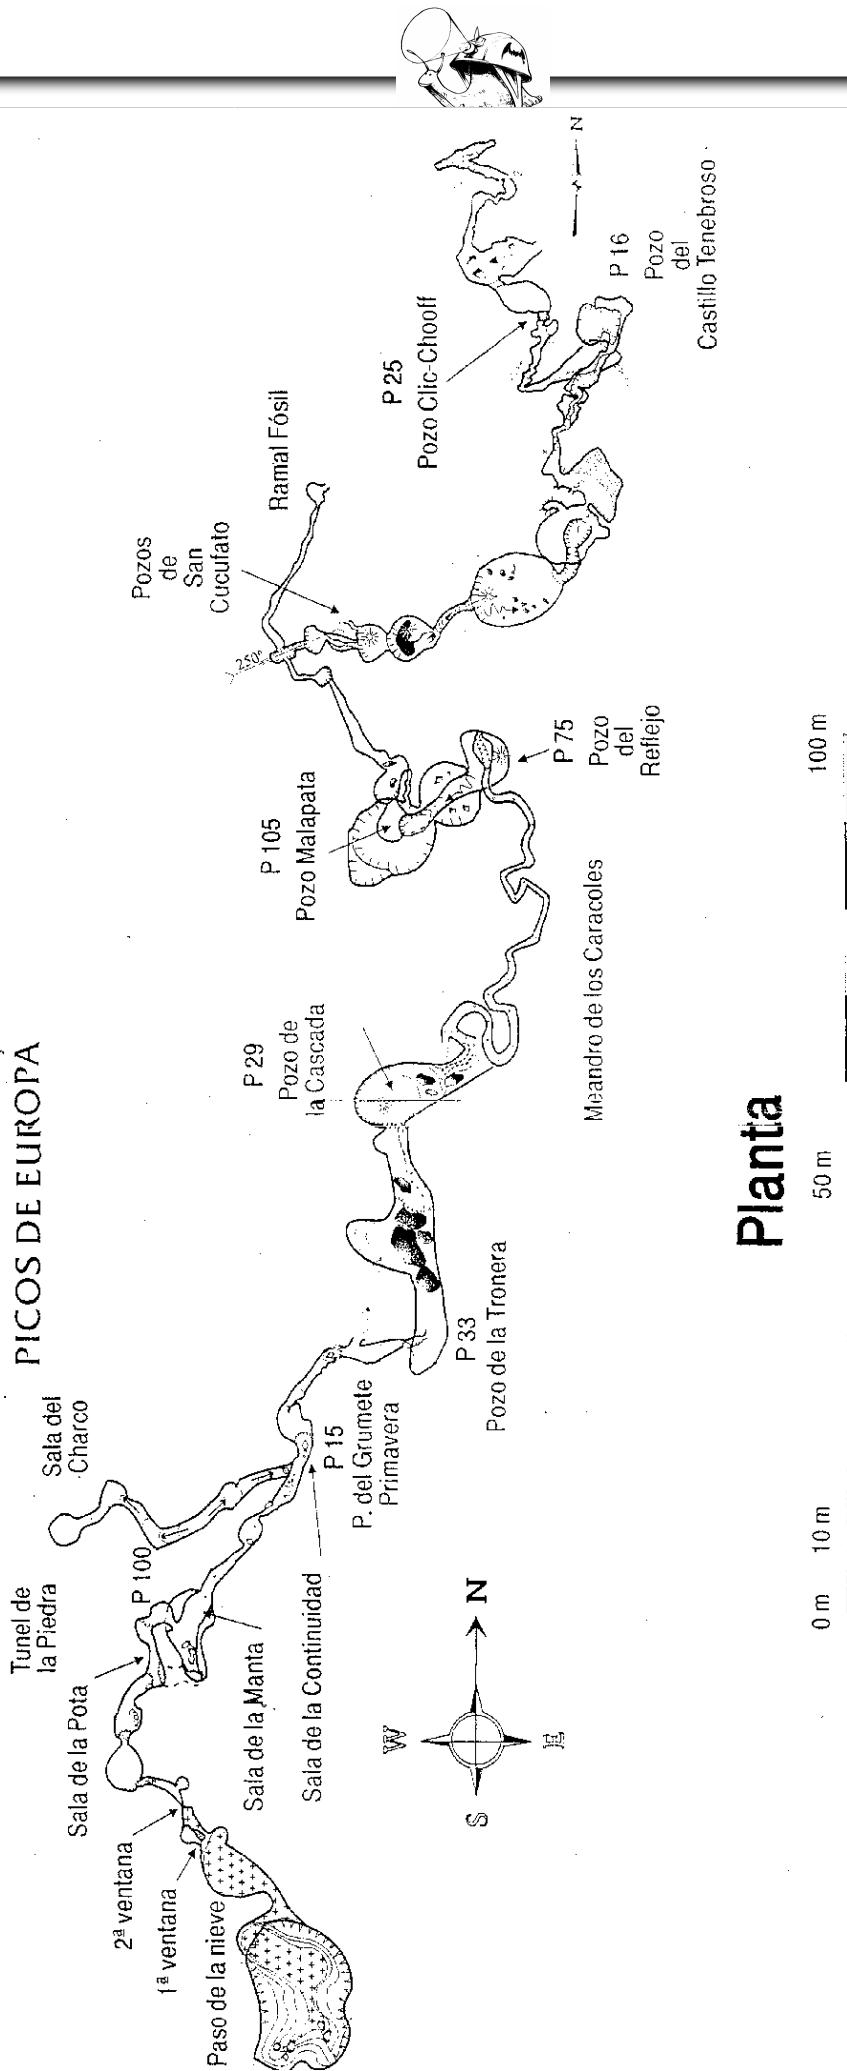 PICOS DE EUROPA
Sala del
Charco
Tunel de
la Piedra
P 100
Sala de la Pota
2ª ventana
1ª ventana
Paso de la nieve
Sala de la Manta
Sala de la Continuidad
P 15
P. del Grumete
Primavera
P 33
Pozo de la Tronera
P 29
Pozo de
la Cascada
Meandro de los Caracoles
P 105
Pozo Malapata
P 75
Pozo
del
Reflejo
250º
Pozos
de
San
Cucufato
Ramal Fósil
P 25
Pozo Clic-Chooff
P 16
Pozo
del
Castillo Tenebroso
N
W
N
S
E
Planta
0 m
10 m
50 m
100 m